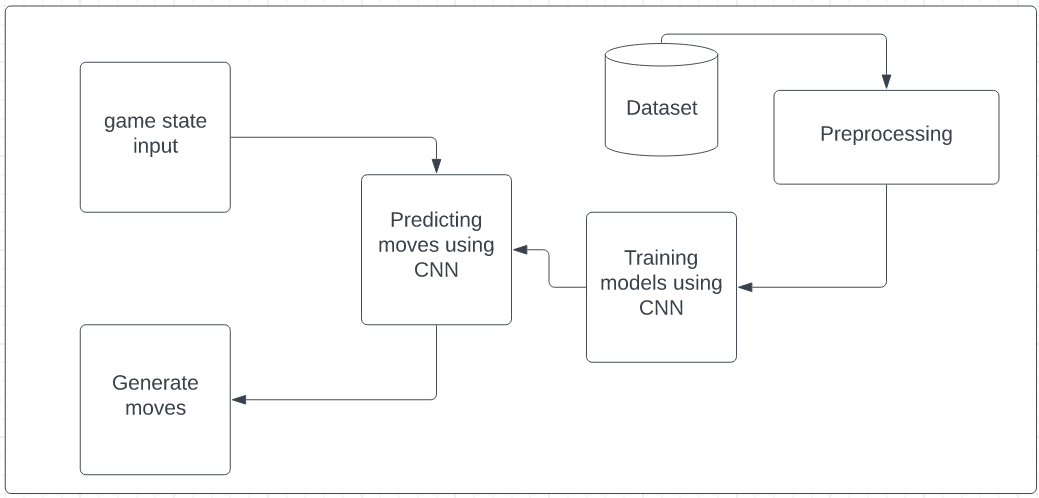 game state
input
Dataset
Preprocessing
Predicting
moves using
CNN
Training
models using
CNN
Generate
moves